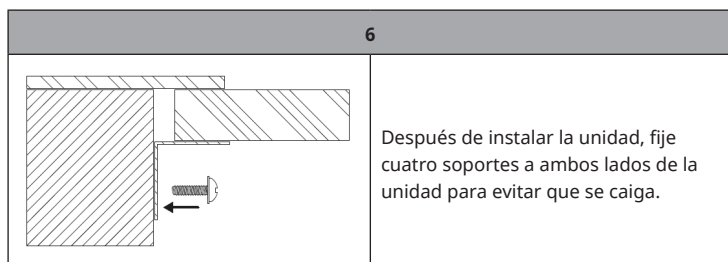 6
Después de instalar la unidad, fije
cuatro soportes a ambos lados de la
unidad para evitar que se caiga.